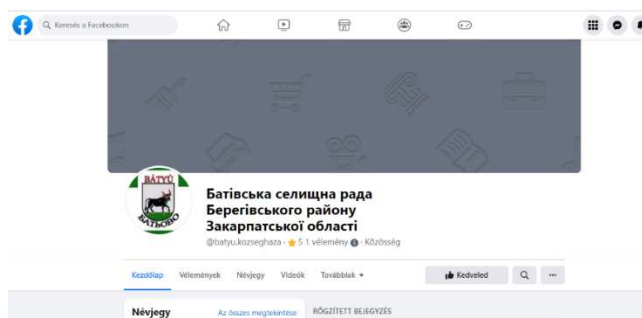 Keresés a Facebookon
BÁTYÚ
БАТЬОВО
Батівська селищна рада
Берегівського району
Закарпатської області
@batyu.kozseghaza · 5 1 vélemény · Közösség
Kezdőlap Vélemények Névjegy Videók Továbbiak Kedveled
Névjegy Az összes megtekintése RÖGZÍTETT BEJEGYZÉS